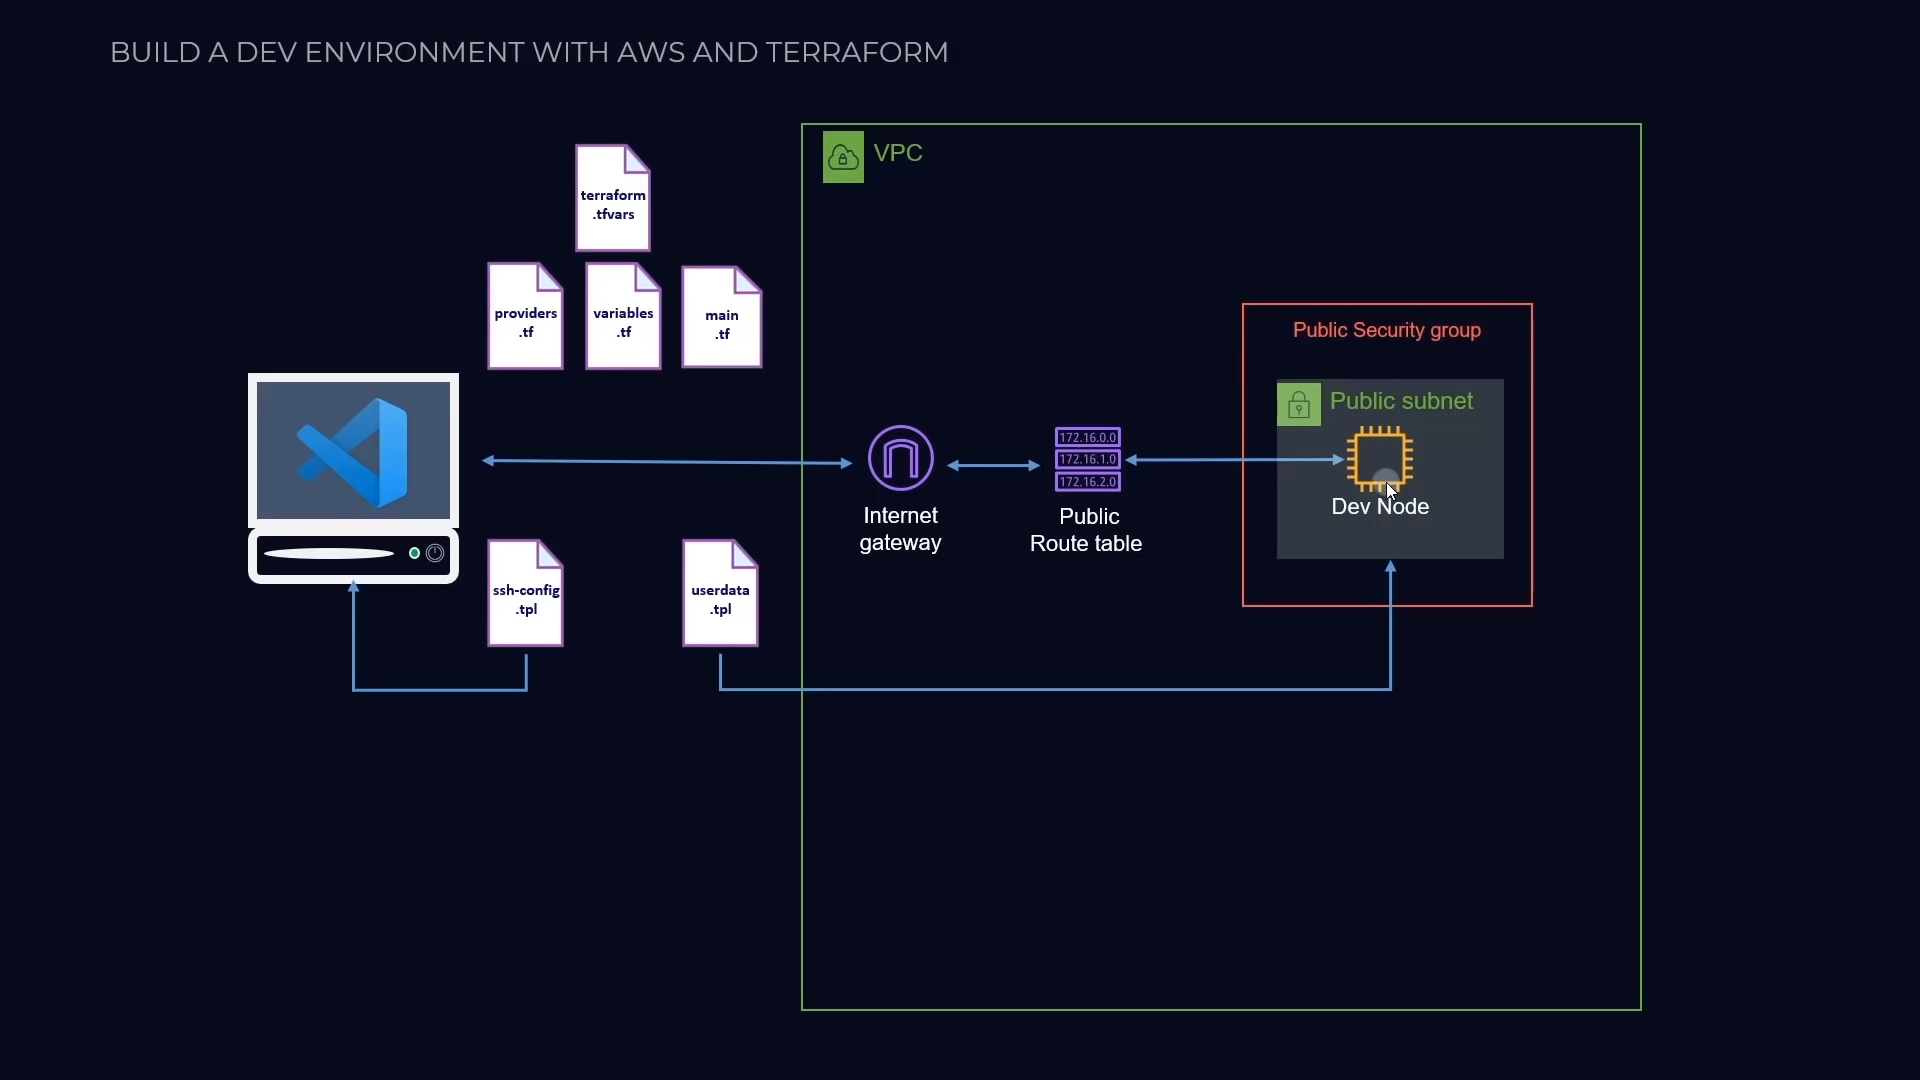 BUILD A DEV ENVIRONMENT WITH AWS AND TERRAFORM
VPC
terraform
.tfvars
providers
.tf
variables
.tf
main
.tf
Public Security group
Public subnet
Dev Node
172.16.0.0
172.16.1.0
172.16.2.0
Internet
gateway
Public
Route table
ssh-config
.tpl
userdata
.tpl